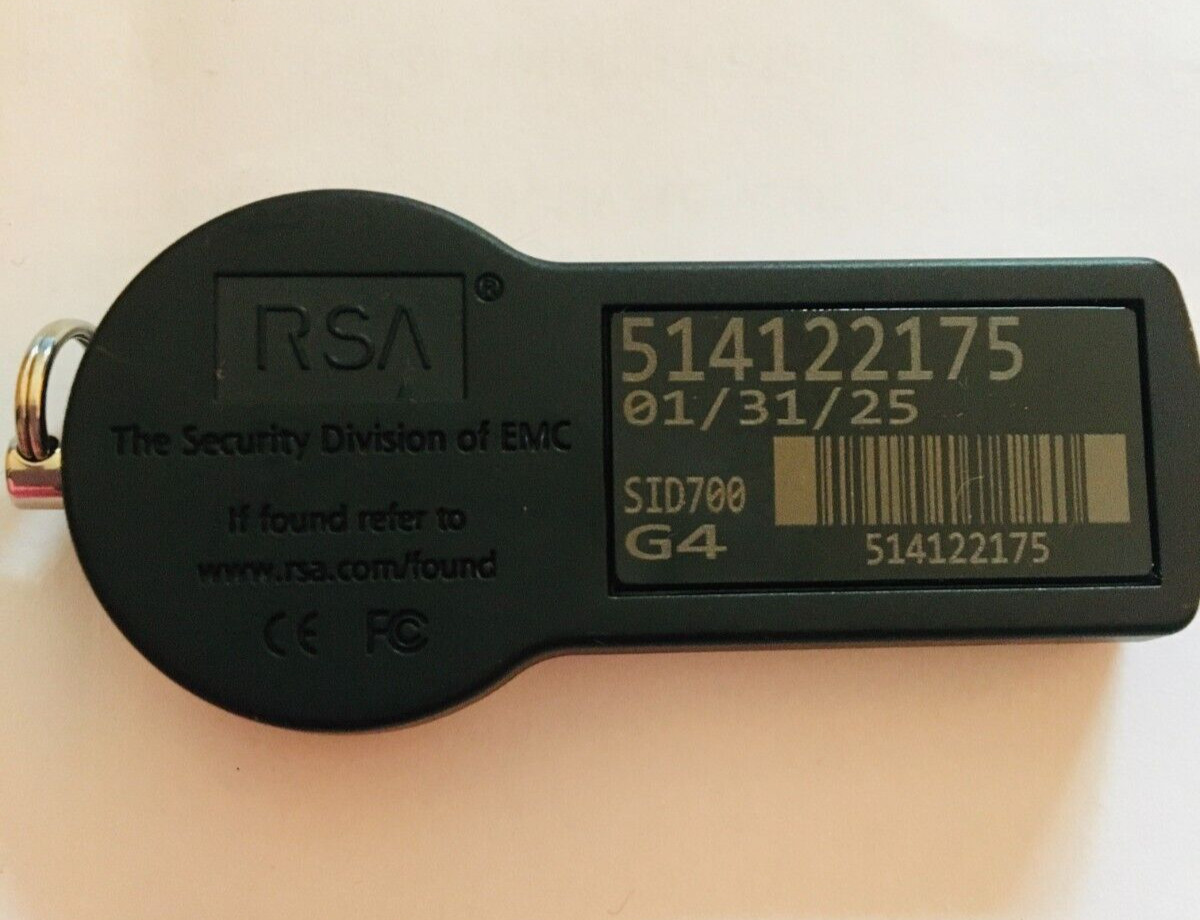 RSA®
The Security Division of EMC
If found refer to
www.rsa.com/found
CE FC
514122175
01/31/25
SID700
G4
514122175